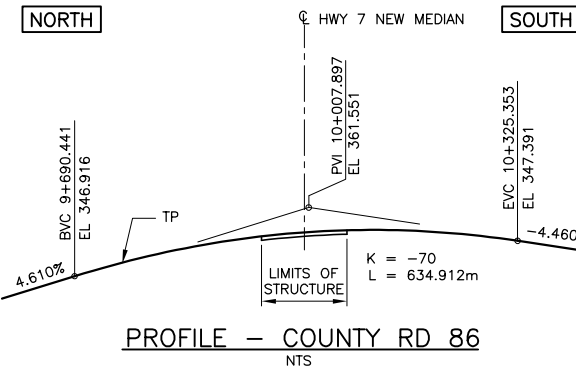 NORTH
℄ HWY 7 NEW MEDIAN
SOUTH
BVC 9+690.441
EL 346.916
PVI 10+007.897
EL 361.551
EVC 10+325.353
EL 347.391
TP
4.610%
-4.460
LIMITS OF
STRUCTURE
K = -70
L = 634.912m
PROFILE - COUNTY RD 86
NTS